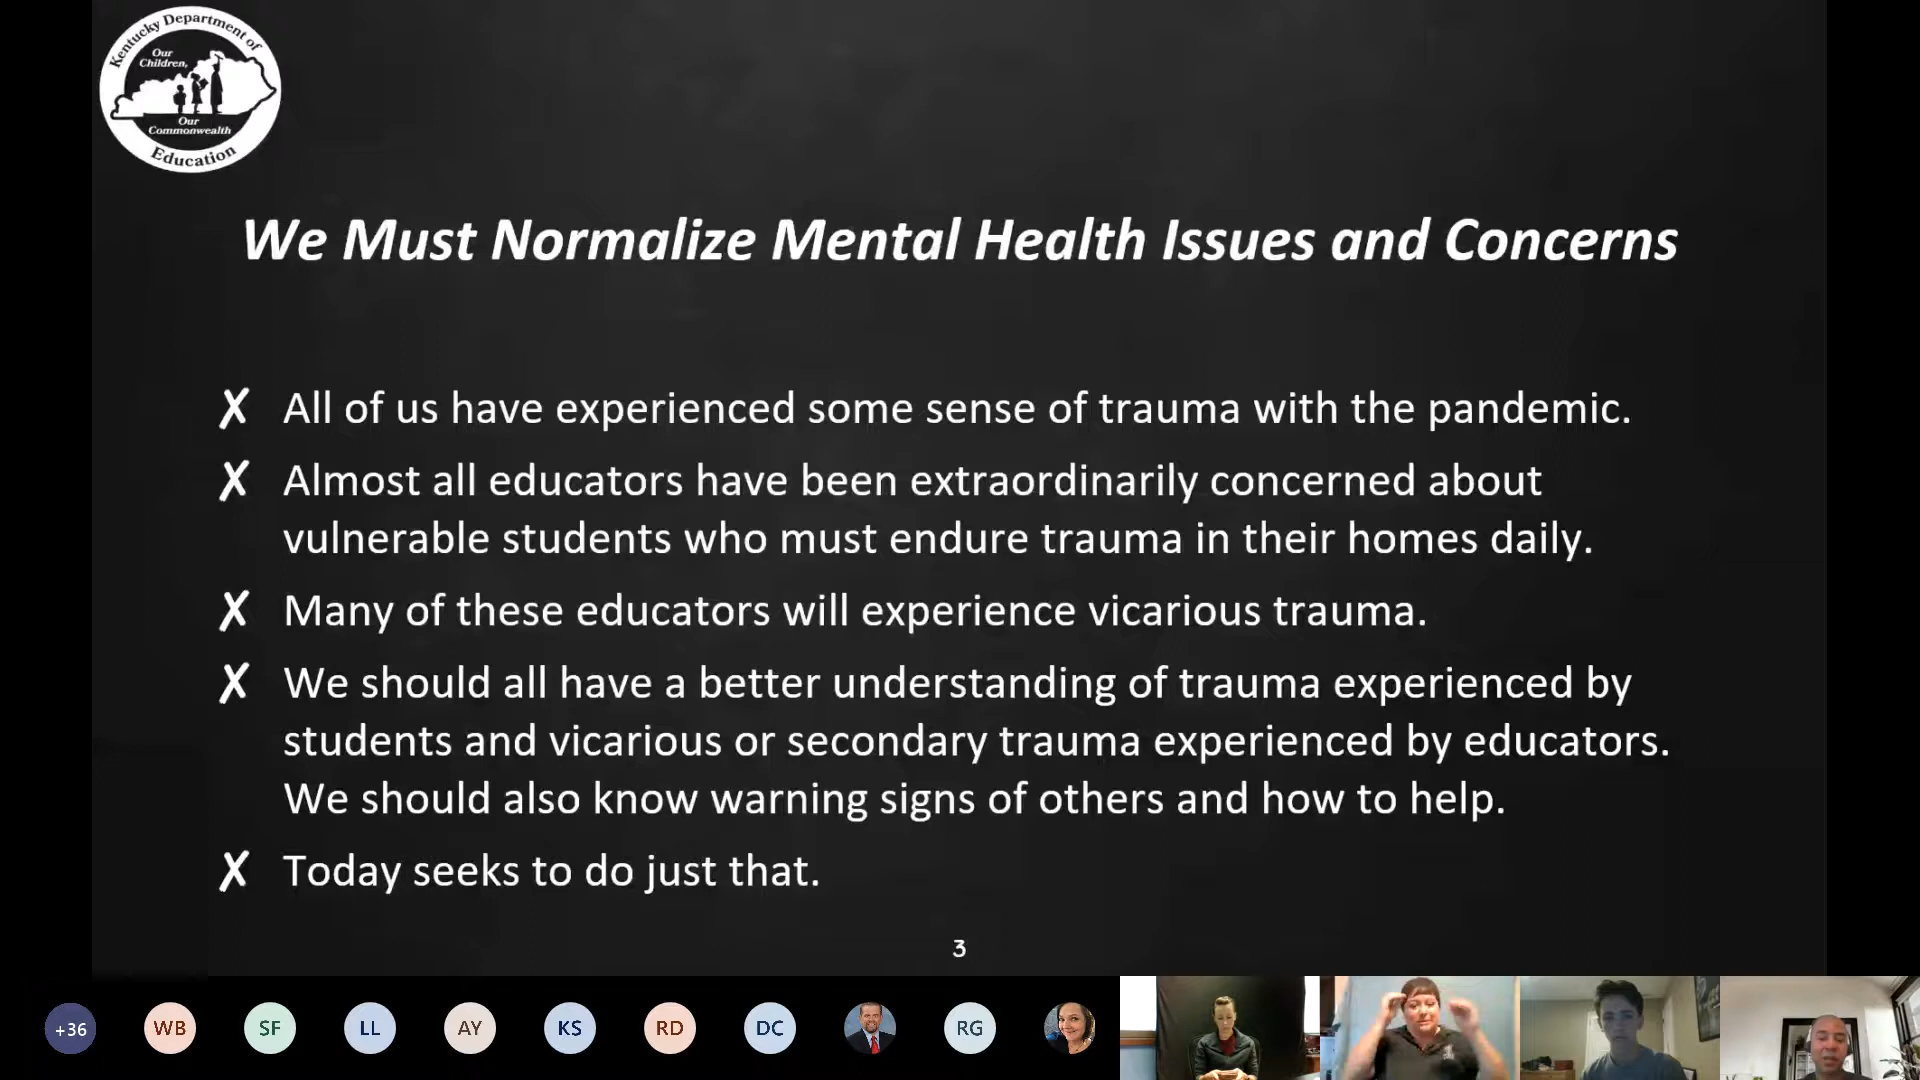 Kentucky Department of
Our
Children,
Our
Commonwealth
Education
We Must Normalize Mental Health Issues and Concerns
✗ All of us have experienced some sense of trauma with the pandemic.
✗ Almost all educators have been extraordinarily concerned about
vulnerable students who must endure trauma in their homes daily.
✗ Many of these educators will experience vicarious trauma.
✗ We should all have a better understanding of trauma experienced by
students and vicarious or secondary trauma experienced by educators.
We should also know warning signs of others and how to help.
✗ Today seeks to do just that.
3
+36 WB SF LL AY KS RD DC RG